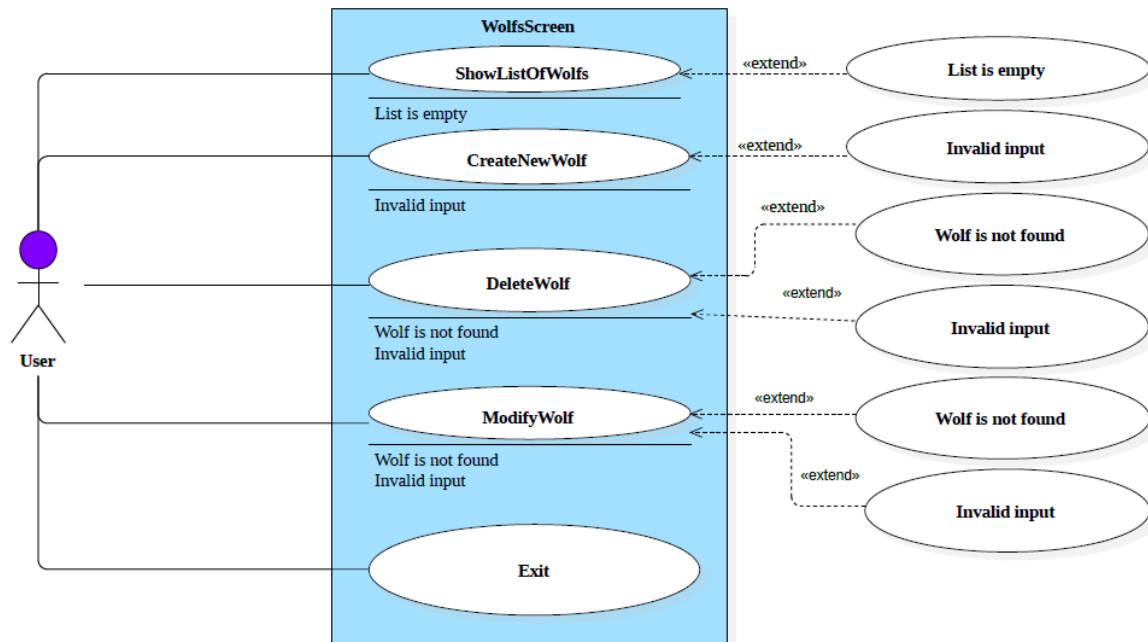 WolfsScreen
ShowListOfWolfs
«extend»
List is empty
List is empty
CreateNewWolf
«extend»
Invalid input
Invalid input
«extend»
Wolf is not found
DeleteWolf
«extend»
Invalid input
Wolf is not found
Invalid input
User
ModifyWolf
«extend»
Wolf is not found
Wolf is not found
Invalid input
«extend»
Invalid input
Exit